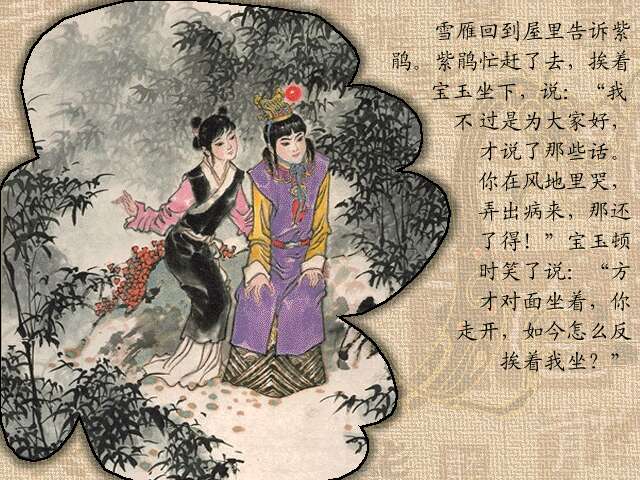 雪雁回到屋里告诉紫
鹃。紫鹃忙赶了去，挨着
宝玉坐下，说：“我
不过是为大家好，
才说了那些话。
你在风地里哭，
弄出病来，那还
了得！”宝玉顿
时笑了说：“方
才对面坐着，你
走开，如今怎么反
挨着我坐？”